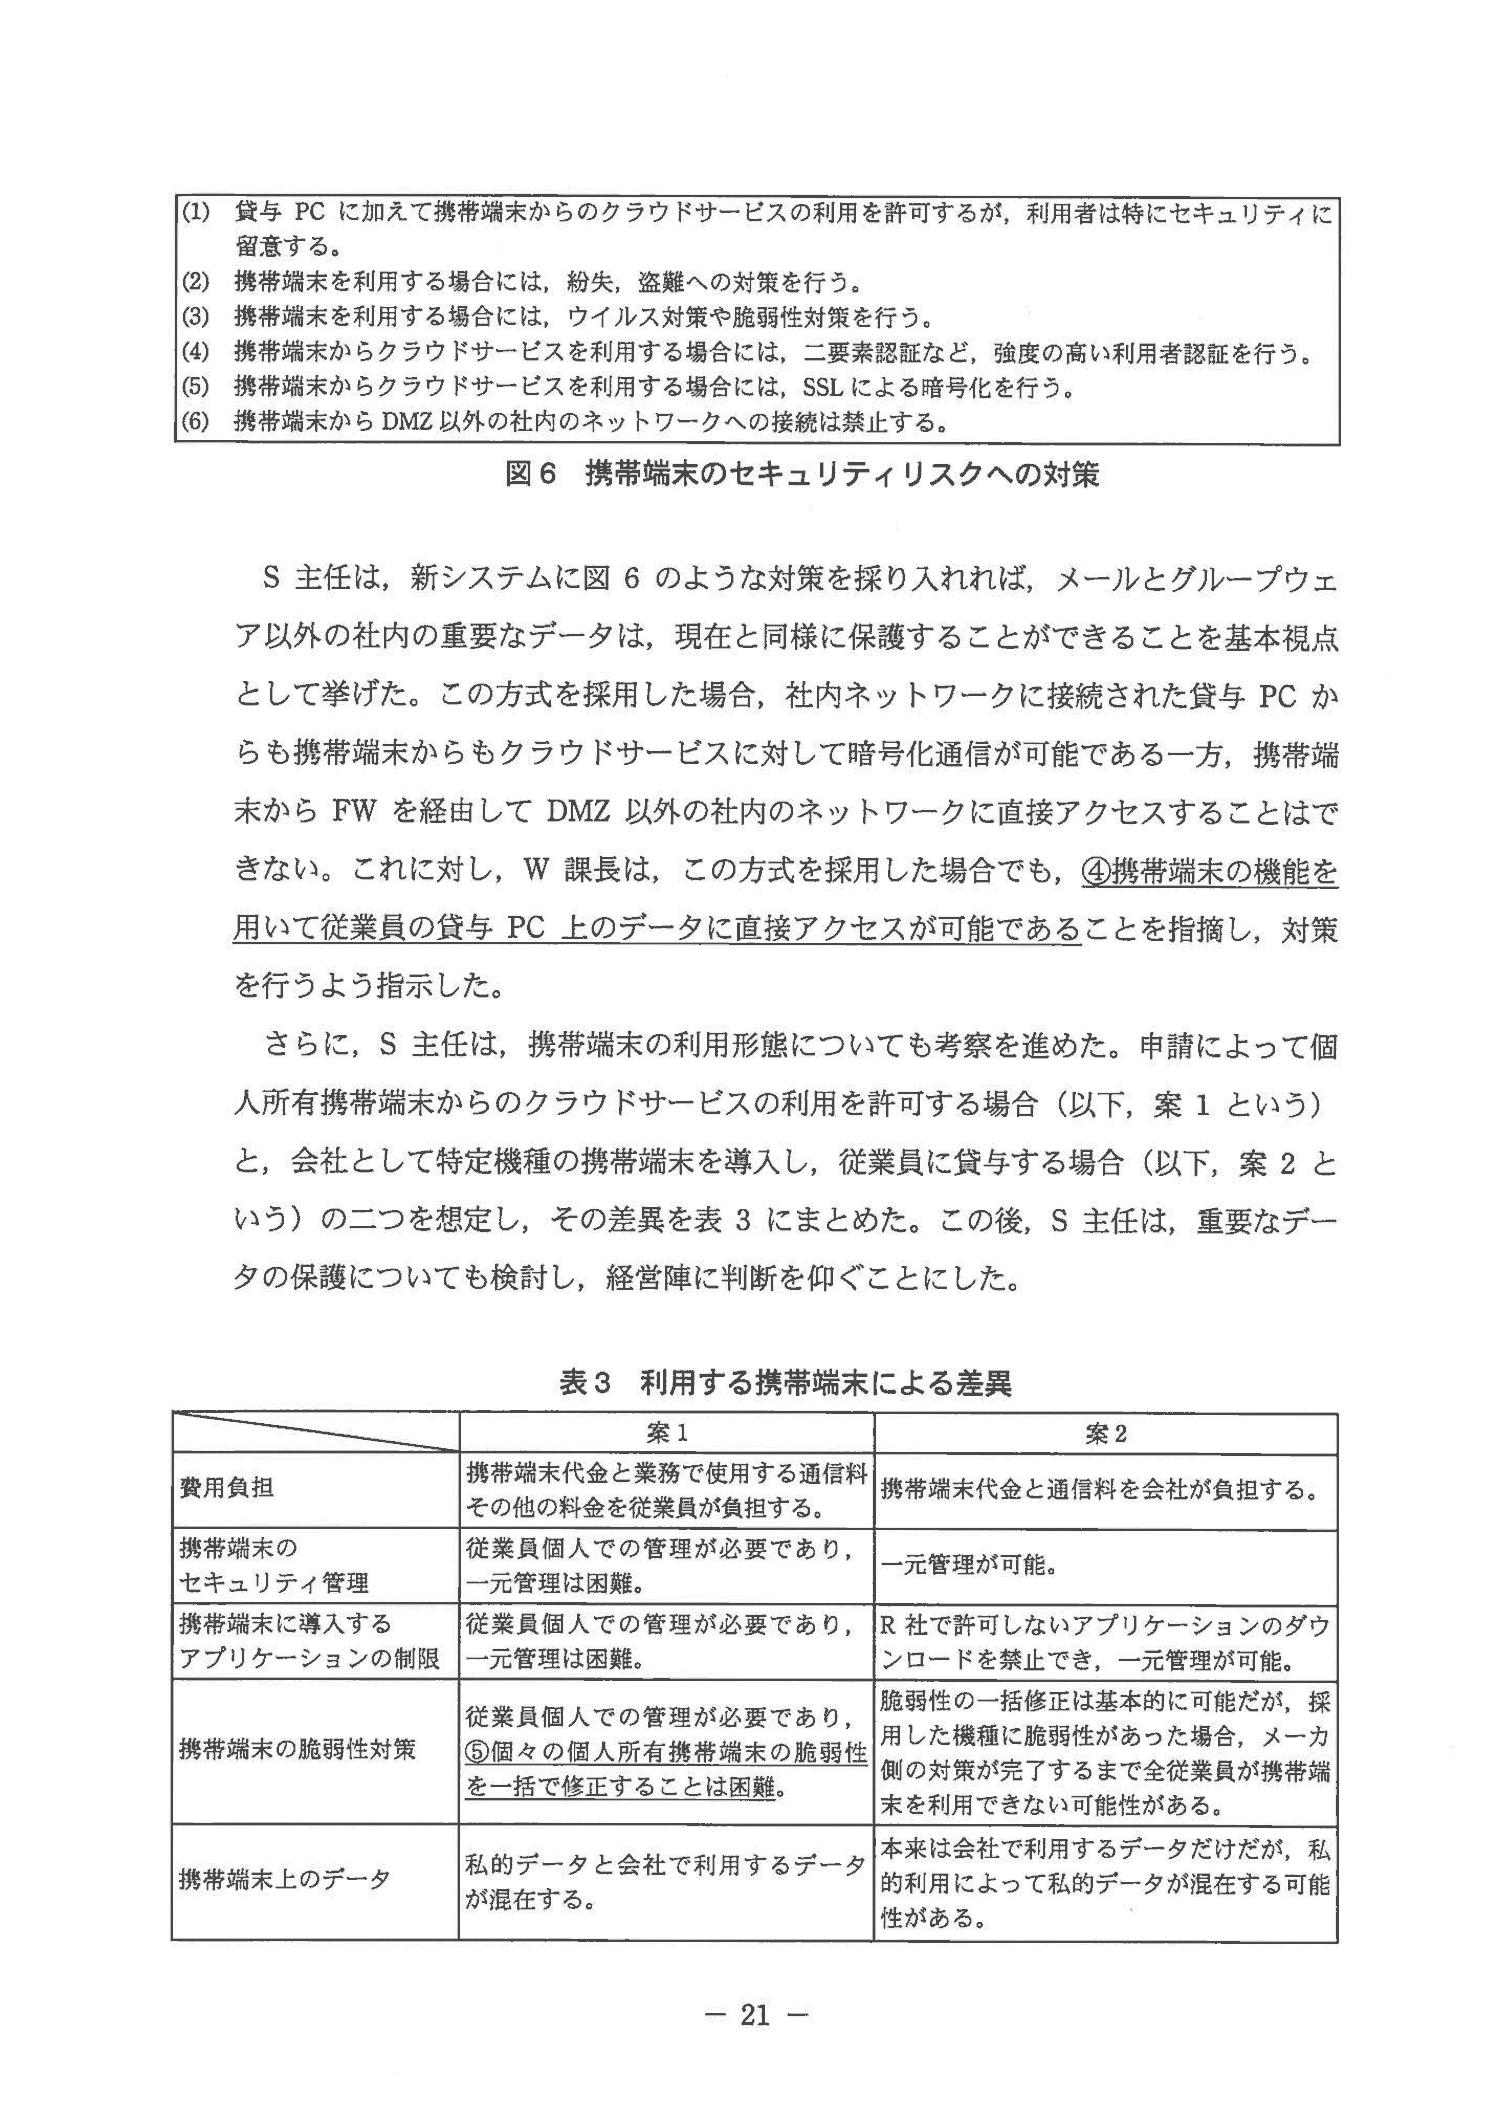 (1) 貸与 PC に加えて携帯端末からのクラウドサービスの利用を許可するが，利用者は特にセキュリティに
留意する。
(2) 携帯端末を利用する場合には，紛失，盗難への対策を行う。
(3) 携帯端末を利用する場合には，ウイルス対策や脆弱性対策を行う。
(4) 携帯端末からクラウドサービスを利用する場合には，二要素認証など，強度の高い利用者認証を行う。
(5) 携帯端末からクラウドサービスを利用する場合には，SSL による暗号化を行う。
(6) 携帯端末から DMZ 以外の社内のネットワークへの接続は禁止する。
図6 携帯端末のセキュリティリスクへの対策
S 主任は，新システムに図 6 のような対策を採り入れれば，メールとグループウェ
ア以外の社内の重要なデータは，現在と同様に保護することができることを基本視点
として挙げた。この方式を採用した場合，社内ネットワークに接続された貸与 PC か
らも携帯端末からもクラウドサービスに対して暗号化通信が可能である一方，携帯端
末から FW を経由して DMZ 以外の社内のネットワークに直接アクセスすることはで
きない。これに対し，W 課長は，この方式を採用した場合でも，④携帯端末の機能を
用いて従業員の貸与 PC 上のデータに直接アクセスが可能であることを指摘し，対策
を行うよう指示した。
さらに，S 主任は，携帯端末の利用形態についても考察を進めた。申請によって個
人所有携帯端末からのクラウドサービスの利用を許可する場合（以下，案 1 という）
と，会社として特定機種の携帯端末を導入し，従業員に貸与する場合（以下，案 2 と
いう）の二つを想定し，その差異を表 3 にまとめた。この後，S 主任は，重要なデー
タの保護についても検討し，経営陣に判断を仰ぐことにした。
表3 利用する携帯端末による差異
案1
案2
費用負担
携帯端末代金と業務で使用する通信料
その他の料金を従業員が負担する。
携帯端末代金と通信料を会社が負担する。
携帯端末の
セキュリティ管理
従業員個人での管理が必要であり，
一元管理は困難。
一元管理が可能。
携帯端末に導入する
アプリケーションの制限
従業員個人での管理が必要であり，
一元管理は困難。
R 社で許可しないアプリケーションのダウ
ンロードを禁止でき，一元管理が可能。
携帯端末の脆弱性対策
従業員個人での管理が必要であり，
⑤個々の個人所有携帯端末の脆弱性
を一括で修正することは困難。
脆弱性の一括修正は基本的に可能だが，採
用した機種に脆弱性があった場合，メーカ
側の対策が完了するまで全従業員が携帯端
末を利用できない可能性がある。
携帯端末上のデータ
私的データと会社で利用するデータ
が混在する。
本来は会社で利用するデータだけだが，私
的利用によって私的データが混在する可能
性がある。
－ 21 －